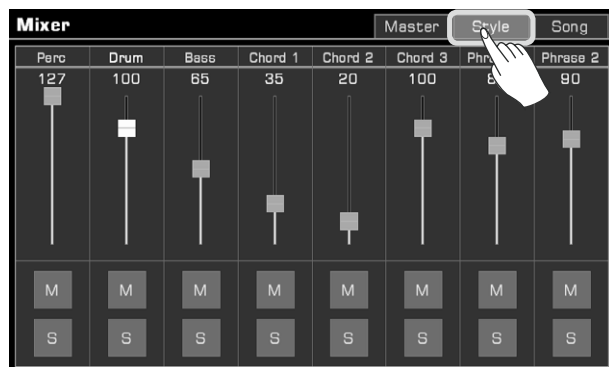 Mixer Master Style Song
Perc Drum Bass Chord 1 Chord 2 Chord 3 Phrase 2
127 100 65 35 20 100 90
M M M M M M M M
S S S S S S S S